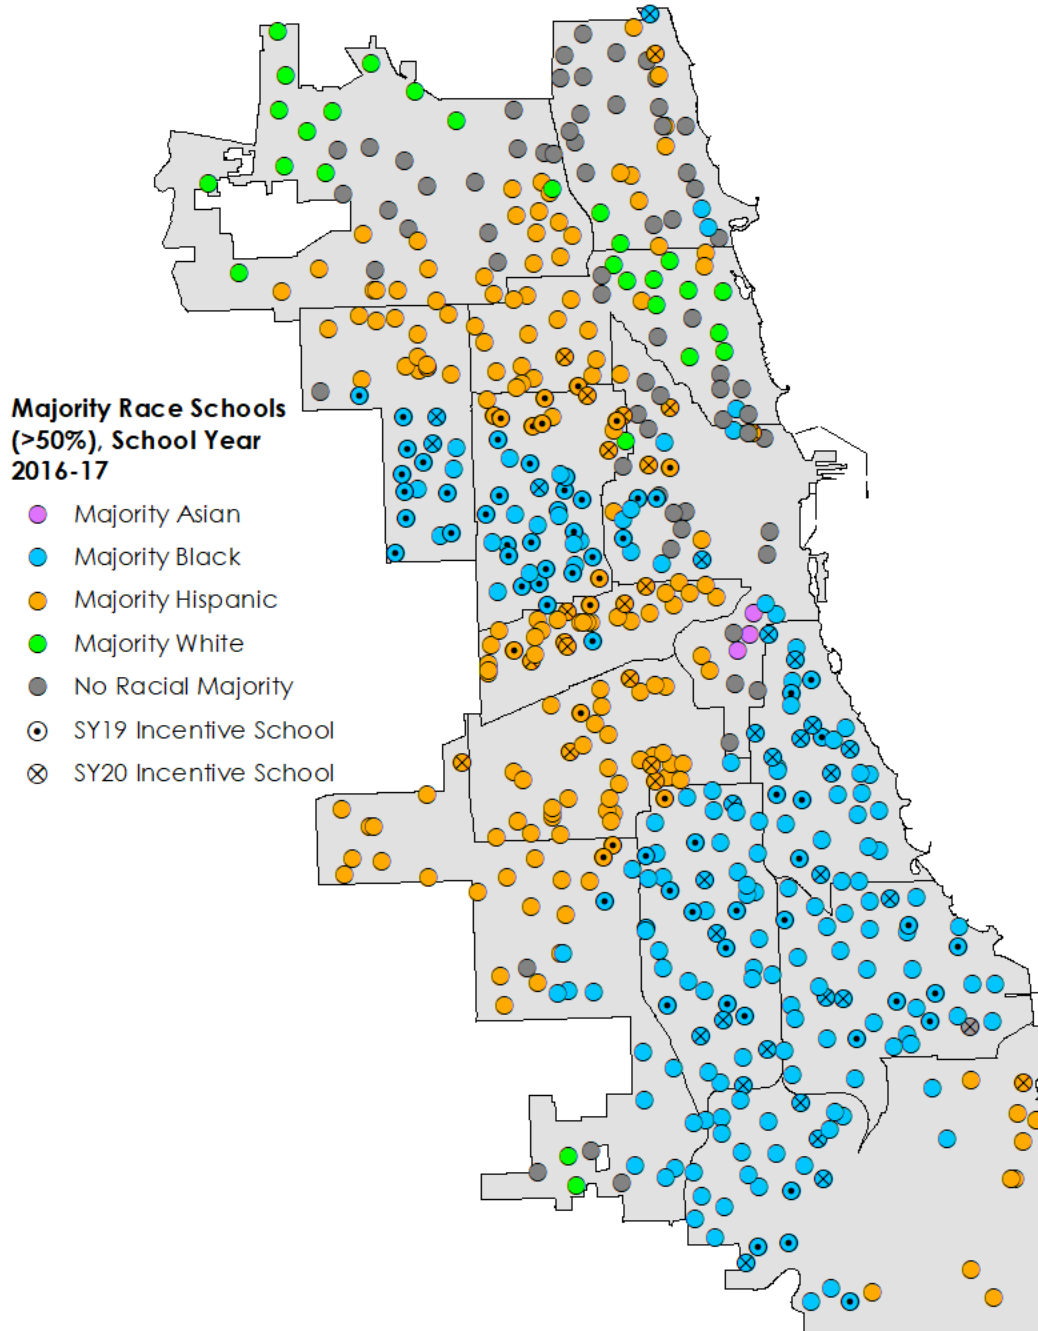 Majority Race Schools
(>50%), School Year
2016-17
Majority Asian
Majority Black
Majority Hispanic
Majority White
No Racial Majority
SY19 Incentive School
SY20 Incentive School